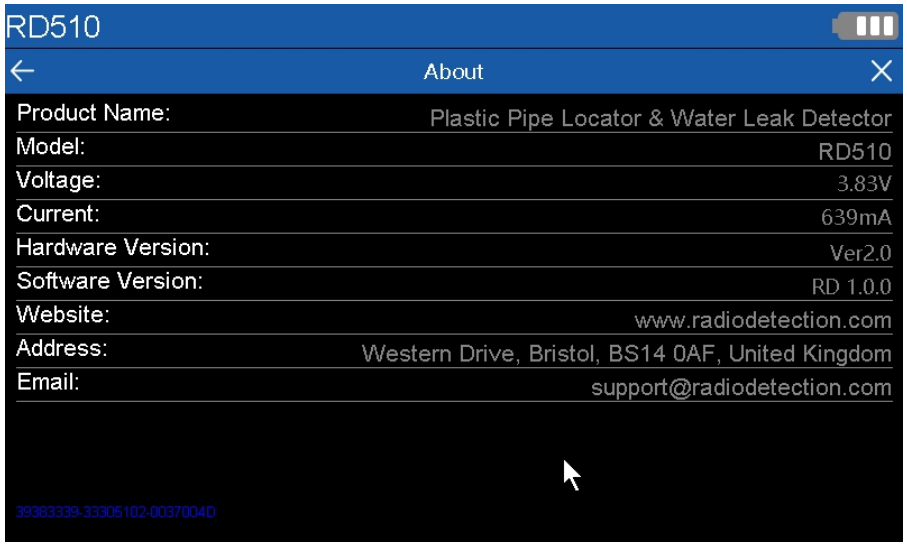 RD510
About
Product Name: Plastic Pipe Locator & Water Leak Detector
Model: RD510
Voltage: 3.83V
Current: 639mA
Hardware Version: Ver2.0
Software Version: RD 1.0.0
Website: www.radiodetection.com
Address: Western Drive, Bristol, BS14 0AF, United Kingdom
Email: support@radiodetection.com
39383339-33305102-0037004D